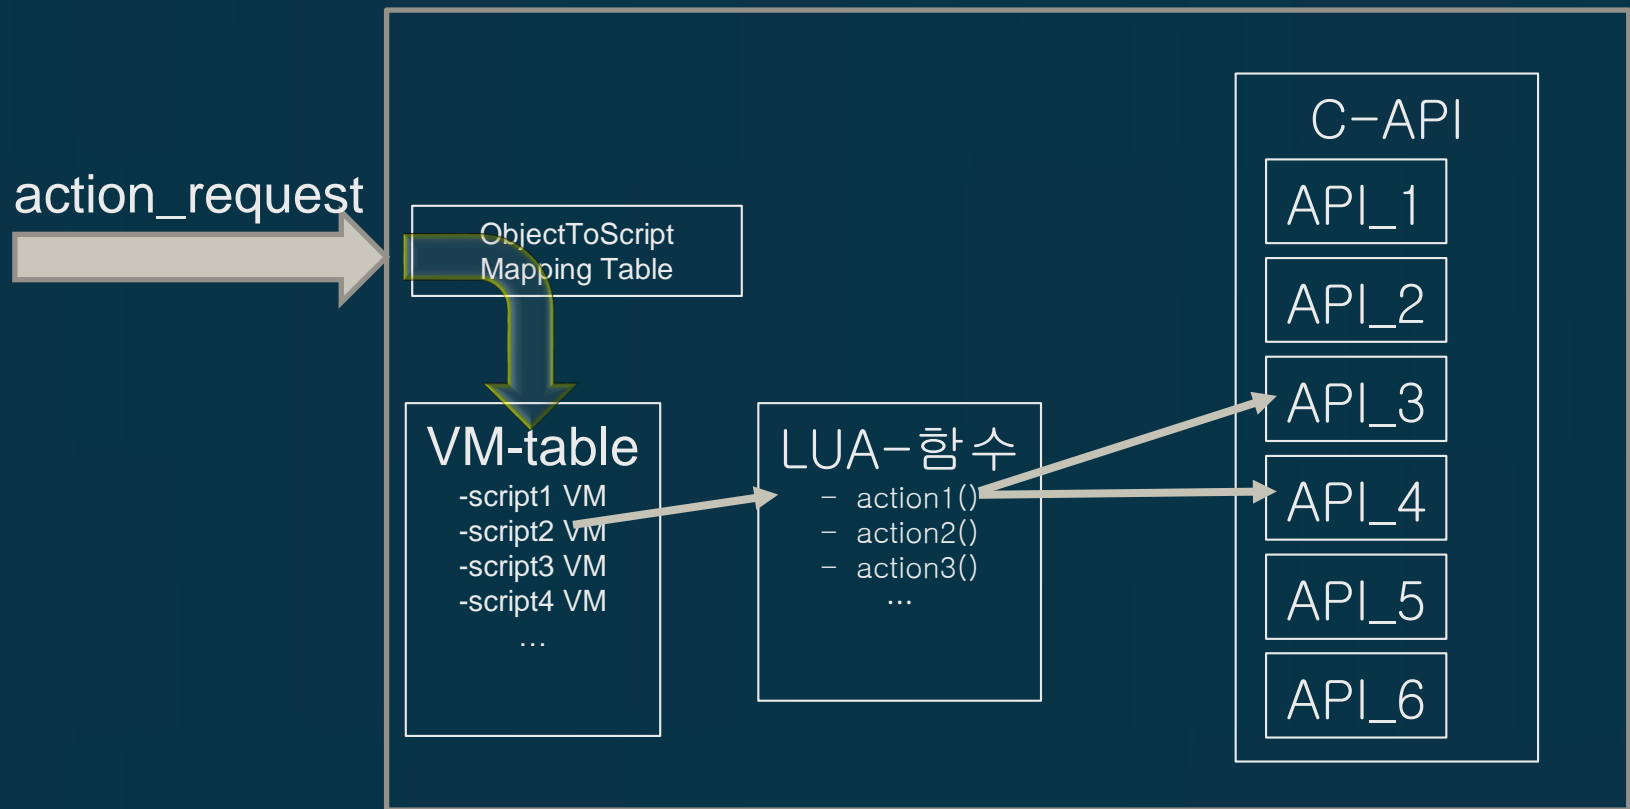 action_request
ObjectToScript
Mapping Table
VM-table
-script1 VM
-script2 VM
-script3 VM
-script4 VM
...
LUA-함수
- action1()
- action2()
- action3()
...
C-API
API_1
API_2
API_3
API_4
API_5
API_6